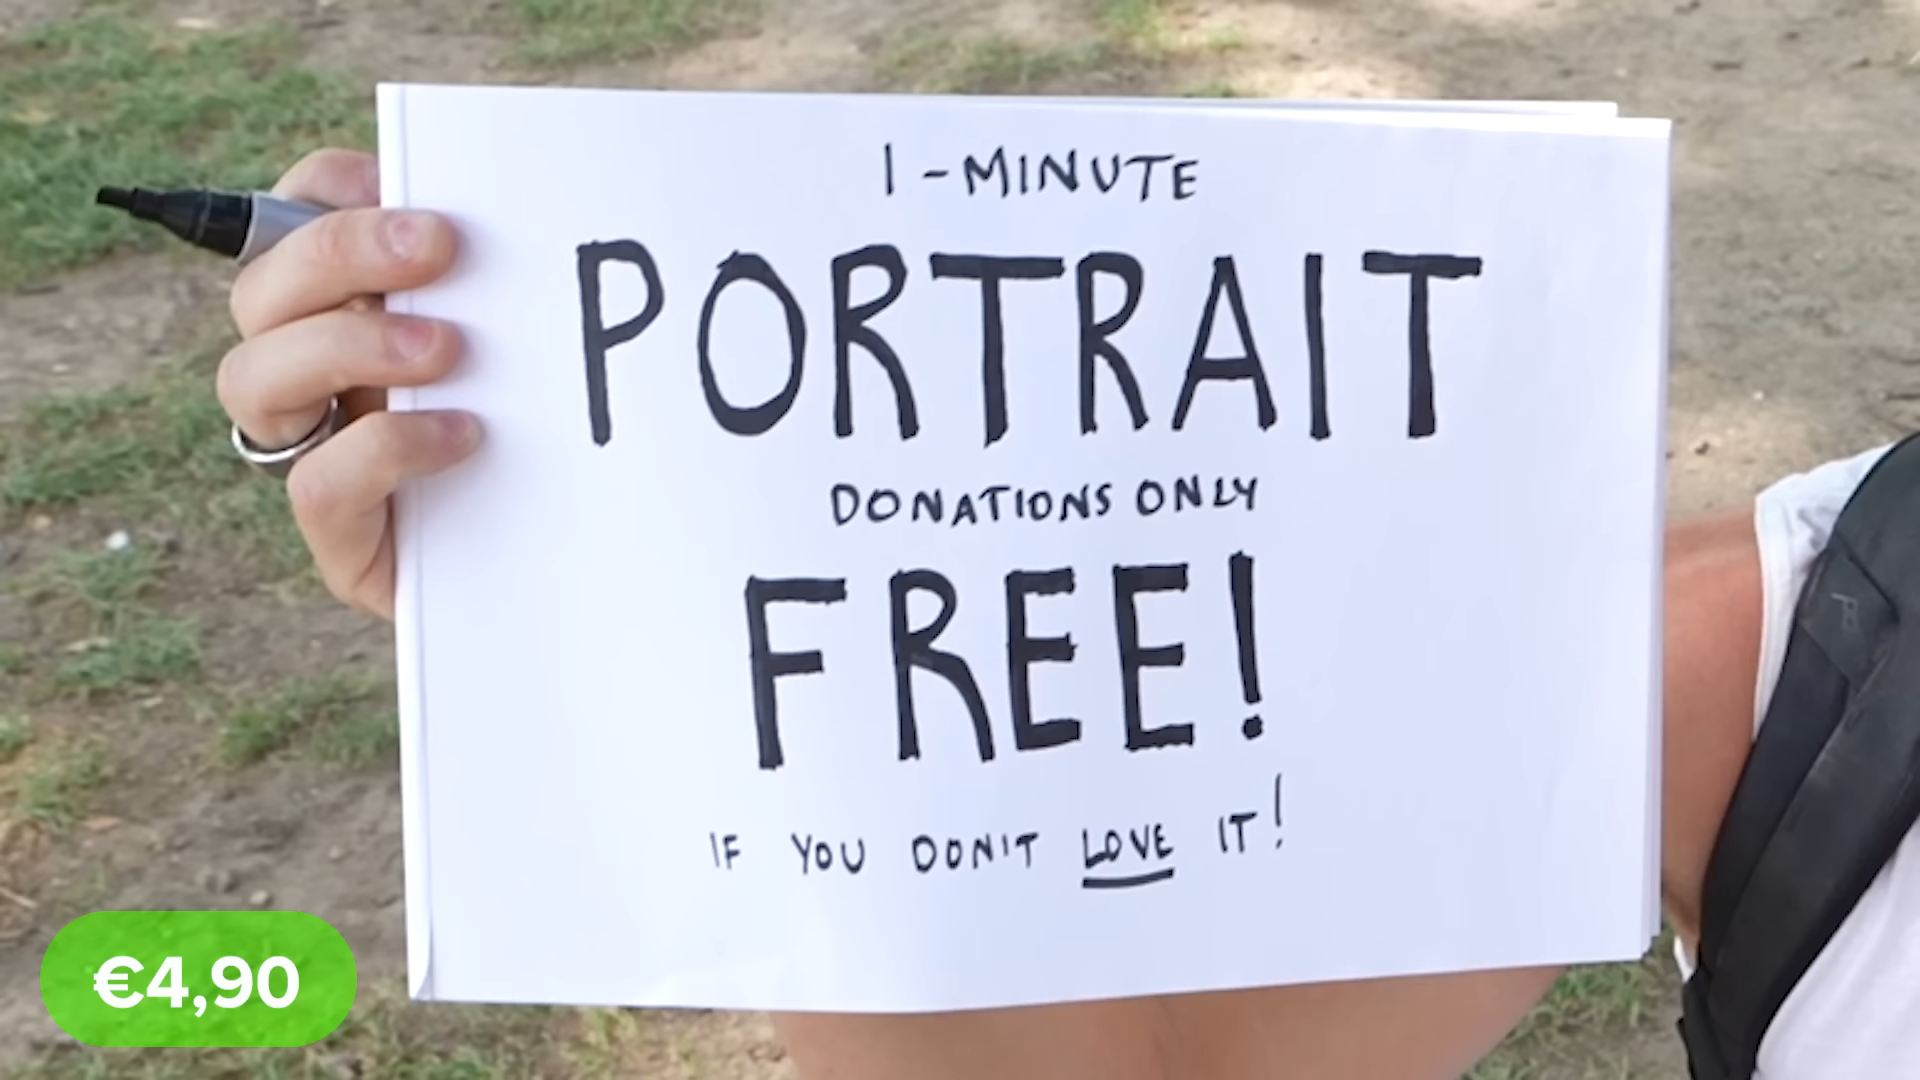 1-MINUTE
PORTRAIT
DONATIONS ONLY
FREE!
IF YOU DON'T LOVE IT!
€4,90